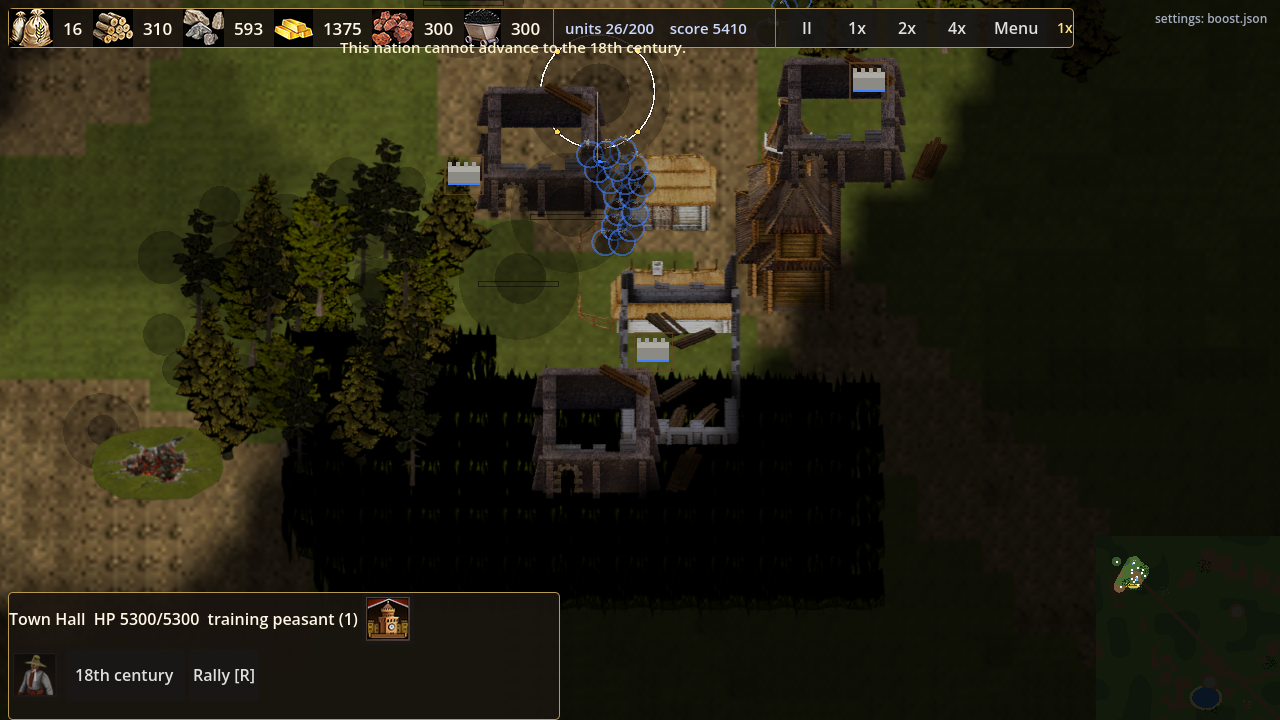 16 310 593 1375 300 300 units 26/200 score 5410 II 1x 2x 4x Menu 1x
settings: boost.json
This nation cannot advance to the 18th century.
Town Hall HP 5300/5300 training peasant (1)
18th century Rally [R]